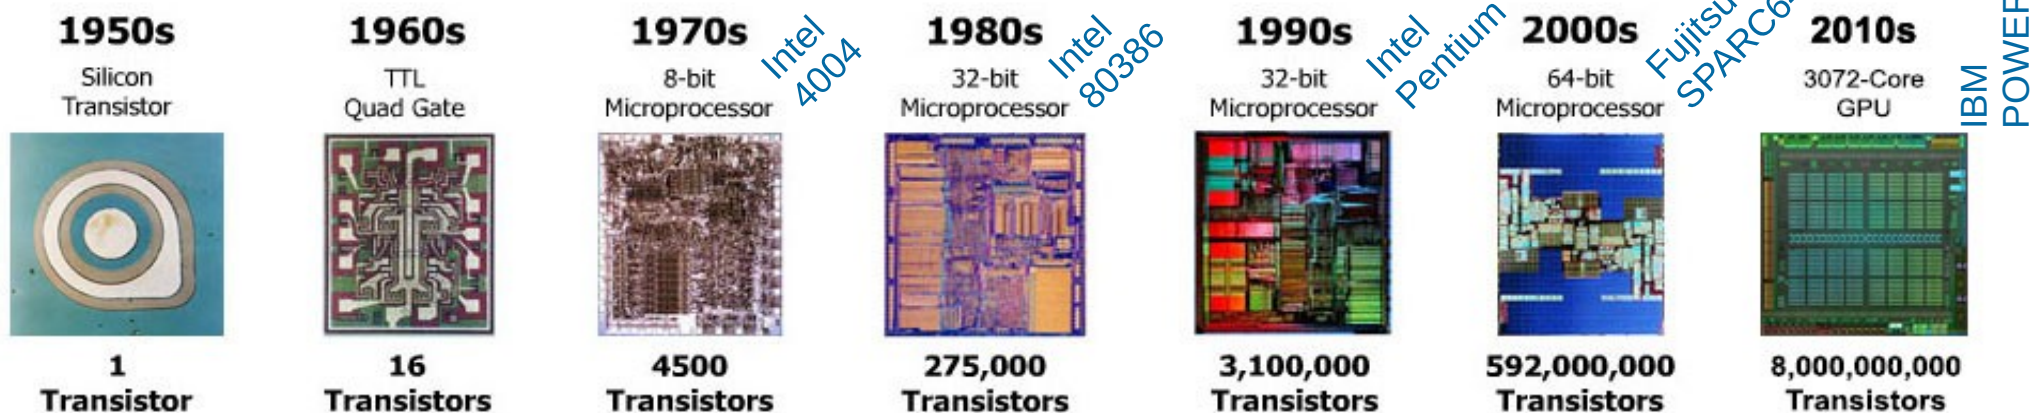 1950s
Silicon
Transistor
1
Transistor
1960s
TTL
Quad Gate
16
Transistors
1970s
8-bit
Microprocessor
Intel
4004
4500
Transistors
1980s
32-bit
Microprocessor
Intel
80386
275,000
Transistors
1990s
32-bit
Microprocessor
Intel
Pentium
3,100,000
Transistors
2000s
64-bit
Microprocessor
Fujitsu
592,000,000
Transistors
2010s
3072-Core
GPU
IBM
POWER
8,000,000,000
Transistors